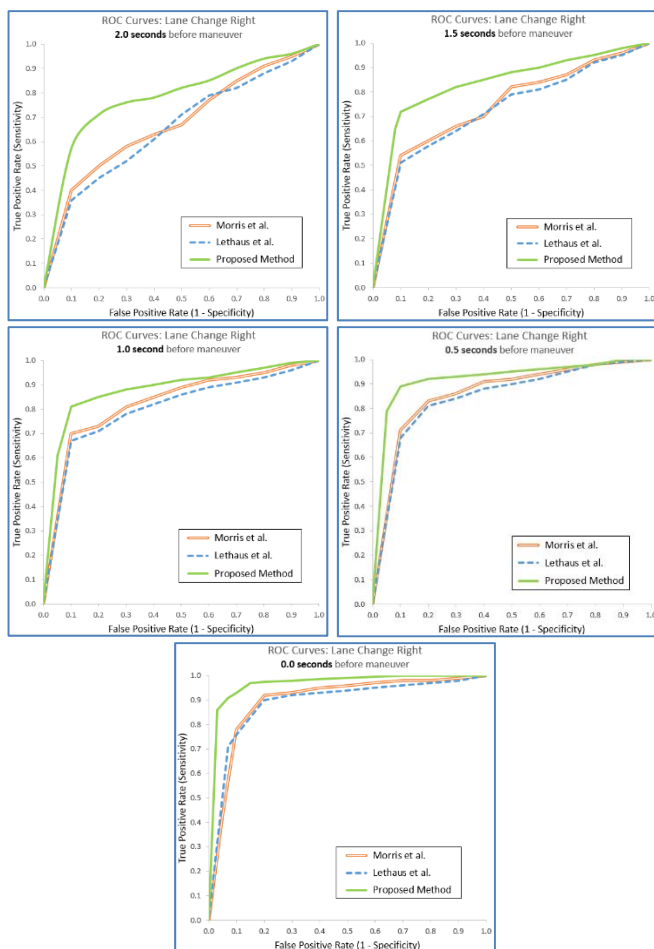 ROC Curves: Lane Change Right
2.0 seconds before maneuver
True Positive Rate (Sensitivity)
1.0
0.9
0.8
0.7
0.6
0.5
0.4
0.3
0.2
0.1
0.0
Morris et al.
Lethaus et al.
Proposed Method
0.0 0.1 0.2 0.3 0.4 0.5 0.6 0.7 0.8 0.9 1.0
False Positive Rate (1 - Specificity)
ROC Curves: Lane Change Right
1.5 seconds before maneuver
True Positive Rate (Sensitivity)
1.0
0.9
0.8
0.7
0.6
0.5
0.4
0.3
0.2
0.1
0.0
Morris et al.
Lethaus et al.
Proposed Method
0.0 0.1 0.2 0.3 0.4 0.5 0.6 0.7 0.8 0.9 1.0
False Positive Rate (1 - Specificity)
ROC Curves: Lane Change Right
1.0 second before maneuver
True Positive Rate (Sensitivity)
1.0
0.9
0.8
0.7
0.6
0.5
0.4
0.3
0.2
0.1
0.0
Morris et al.
Lethaus et al.
Proposed Method
0.0 0.1 0.2 0.3 0.4 0.5 0.6 0.7 0.8 0.9 1.0
False Positive Rate (1 - Specificity)
ROC Curves: Lane Change Right
0.5 seconds before maneuver
True Positive Rate (Sensitivity)
1.0
0.9
0.8
0.7
0.6
0.5
0.4
0.3
0.2
0.1
0.0
Morris et al.
Lethaus et al.
Proposed Method
0.0 0.1 0.2 0.3 0.4 0.5 0.6 0.7 0.8 0.9 1.0
False Positive Rate (1 - Specificity)
ROC Curves: Lane Change Right
0.0 seconds before maneuver
True Positive Rate (Sensitivity)
1.0
0.9
0.8
0.7
0.6
0.5
0.4
0.3
0.2
0.1
0.0
Morris et al.
Lethaus et al.
Proposed Method
0.0 0.1 0.2 0.3 0.4 0.5 0.6 0.7 0.8 0.9 1.0
False Positive Rate (1 - Specificity)